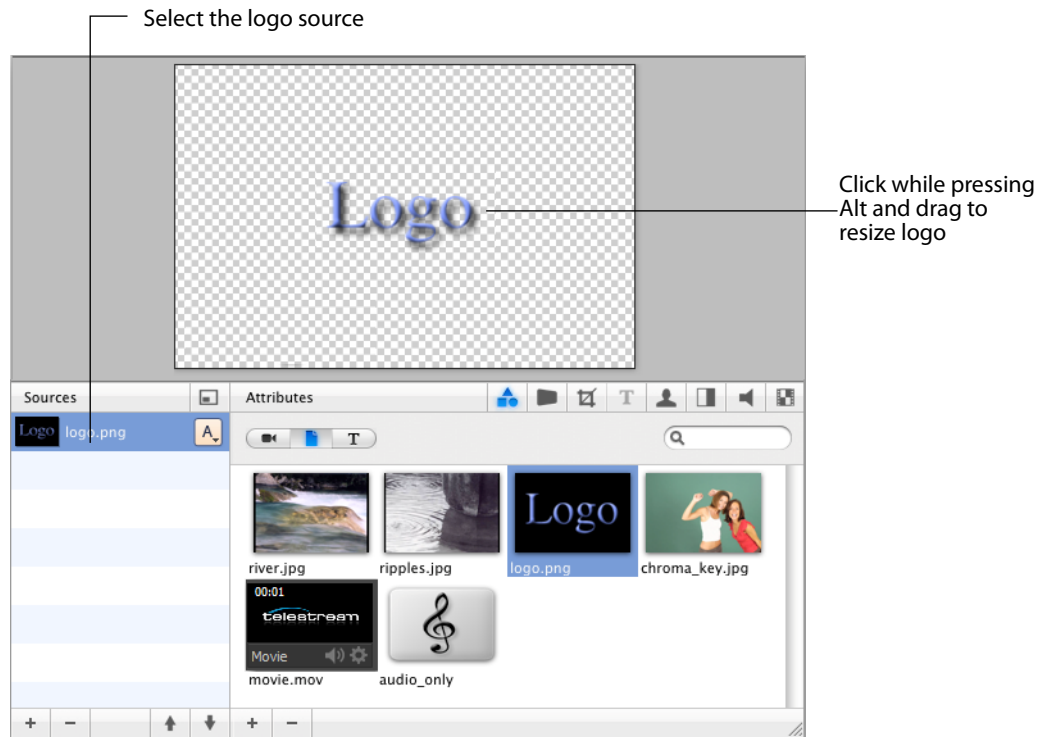 Select the logo source
Logo
Click while pressing
Alt and drag to
resize logo
Sources
Attributes
T
Logo logo.png A
T
Logo
river.jpg ripples.jpg logo.png chroma_key.jpg
00:01
telestream
Movie
movie.mov audio_only
+ − + −